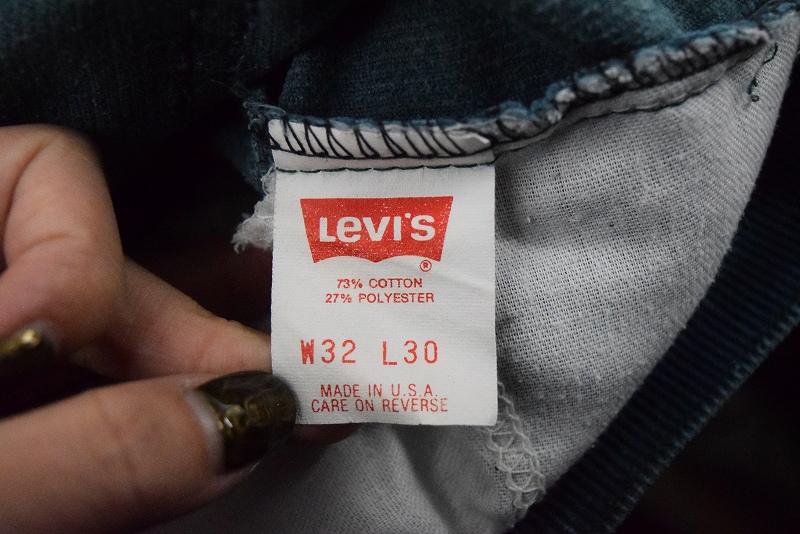 LEVI'S
®
73% COTTON
27% POLYESTER
W32 L30
MADE IN U.S.A.
CARE ON REVERSE